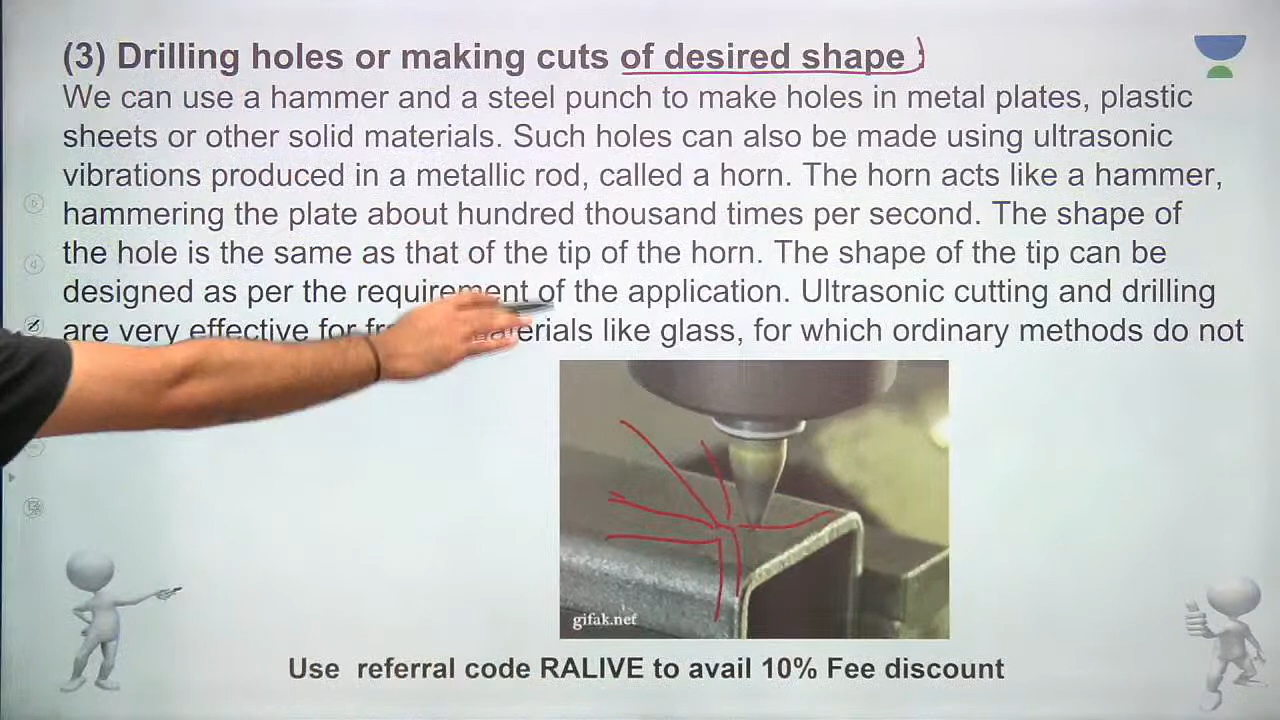 (3) Drilling holes or making cuts of desired shape :
We can use a hammer and a steel punch to make holes in metal plates, plastic
sheets or other solid materials. Such holes can also be made using ultrasonic
vibrations produced in a metallic rod, called a horn. The horn acts like a hammer,
hammering the plate about hundred thousand times per second. The shape of
the hole is the same as that of the tip of the horn. The shape of the tip can be
designed as per the requirement of the application. Ultrasonic cutting and drilling
are very effective for materials like glass, for which ordinary methods do not
gifak.net
Use referral code RALIVE to avail 10% Fee discount